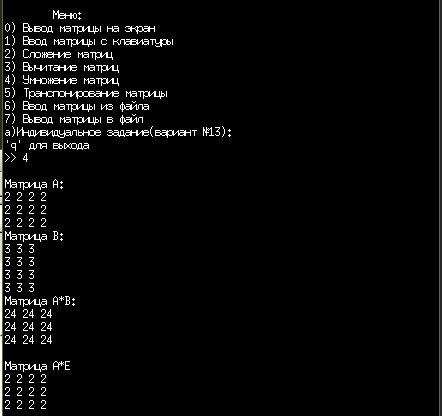 Меню:
0) Вывод матрицы на экран
1) Ввод матрицы с клавиатуры
2) Сложение матриц
3) Вычитание матриц
4) Умножение матриц
5) Транспонирование матрицы
6) Ввод матрицы из файла
7) Вывод матрицы в файл
а)Индивидуальное задание(вариант №13):
'q' для выхода
>> 4
Матрица A:
2 2 2 2
2 2 2 2
2 2 2 2
Матрица B:
3 3 3
3 3 3
3 3 3
3 3 3
Матрица A*B:
24 24 24
24 24 24
24 24 24
Матрица A*E
2 2 2 2
2 2 2 2
2 2 2 2